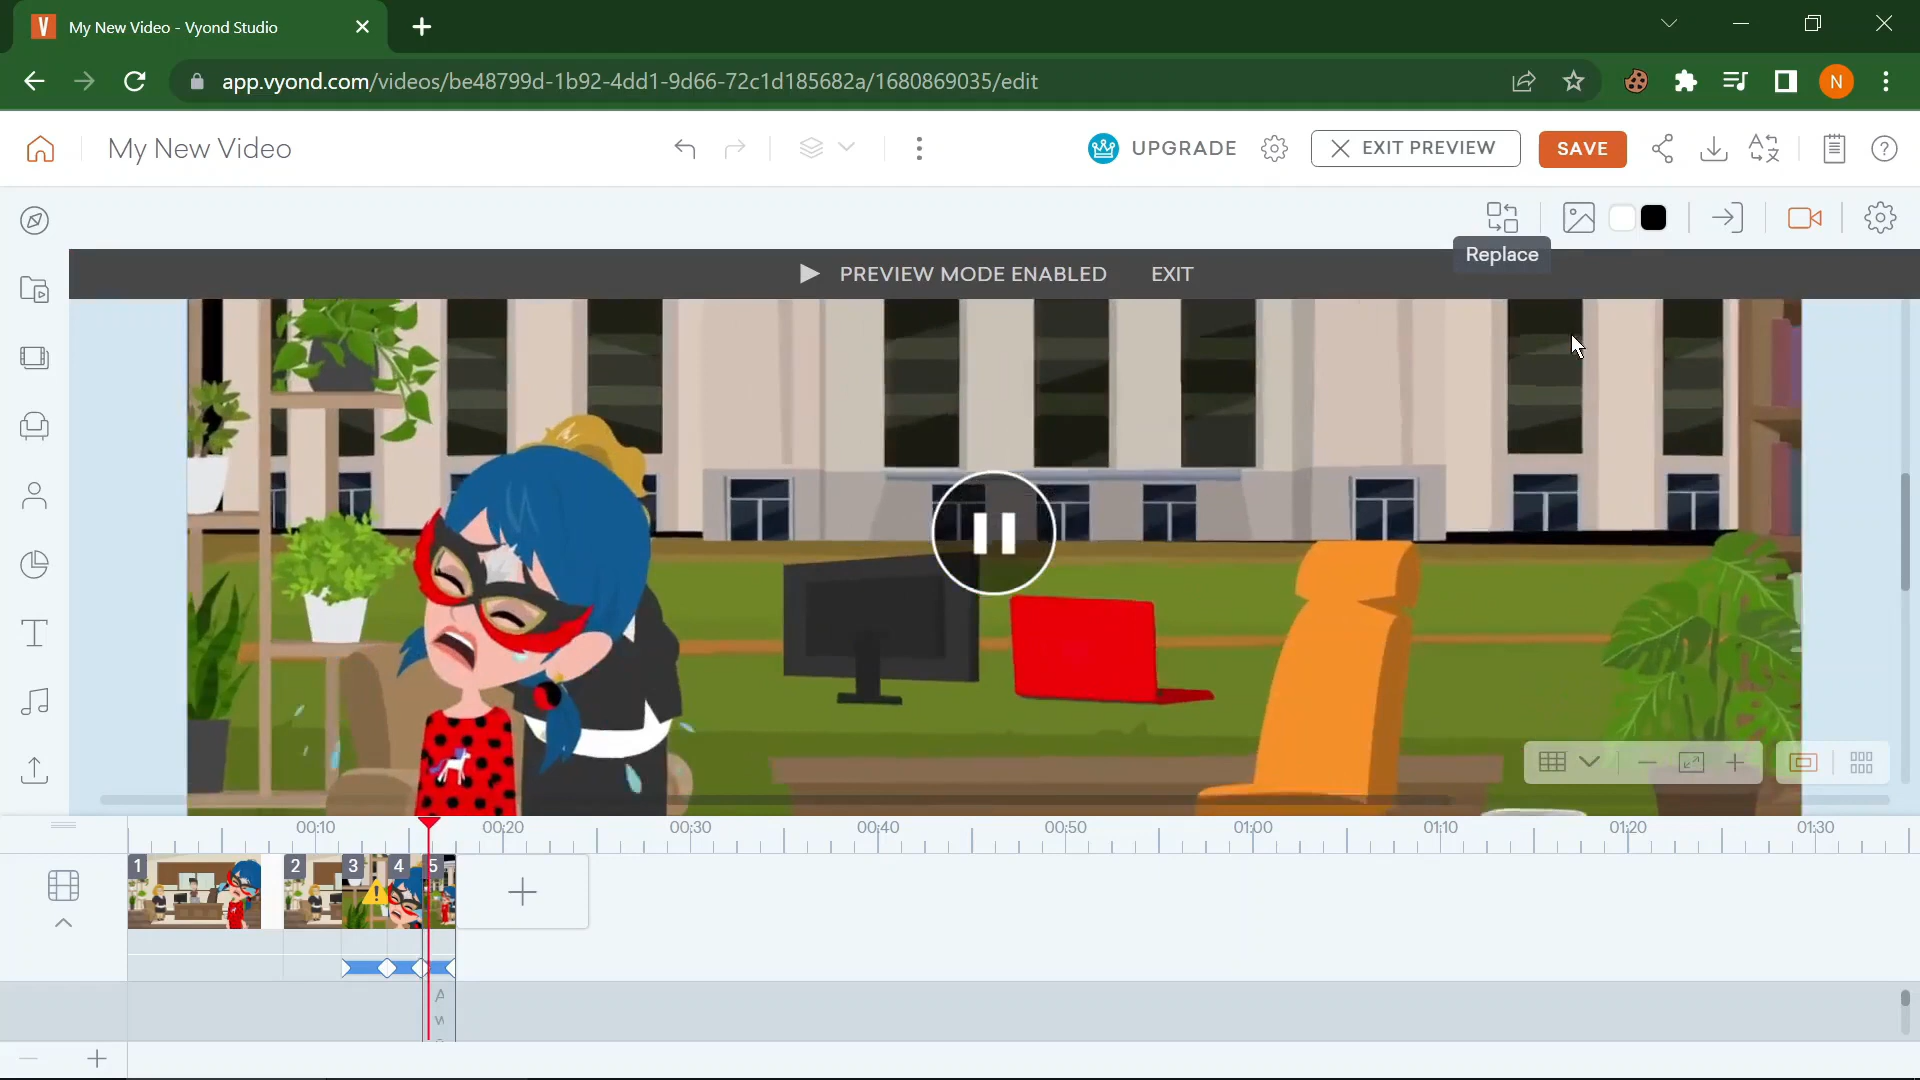 My New Video - Vyond Studio
app.vyond.com/videos/be48799d-1b92-4dd1-9d66-72c1d185682a/1680869035/edit
N
My New Video
UPGRADE
EXIT PREVIEW
SAVE
Replace
PREVIEW MODE ENABLED
EXIT
00:10
00:20
00:30
00:40
00:50
01:00
01:10
01:20
01:30
1
2
3
4
5
A
w